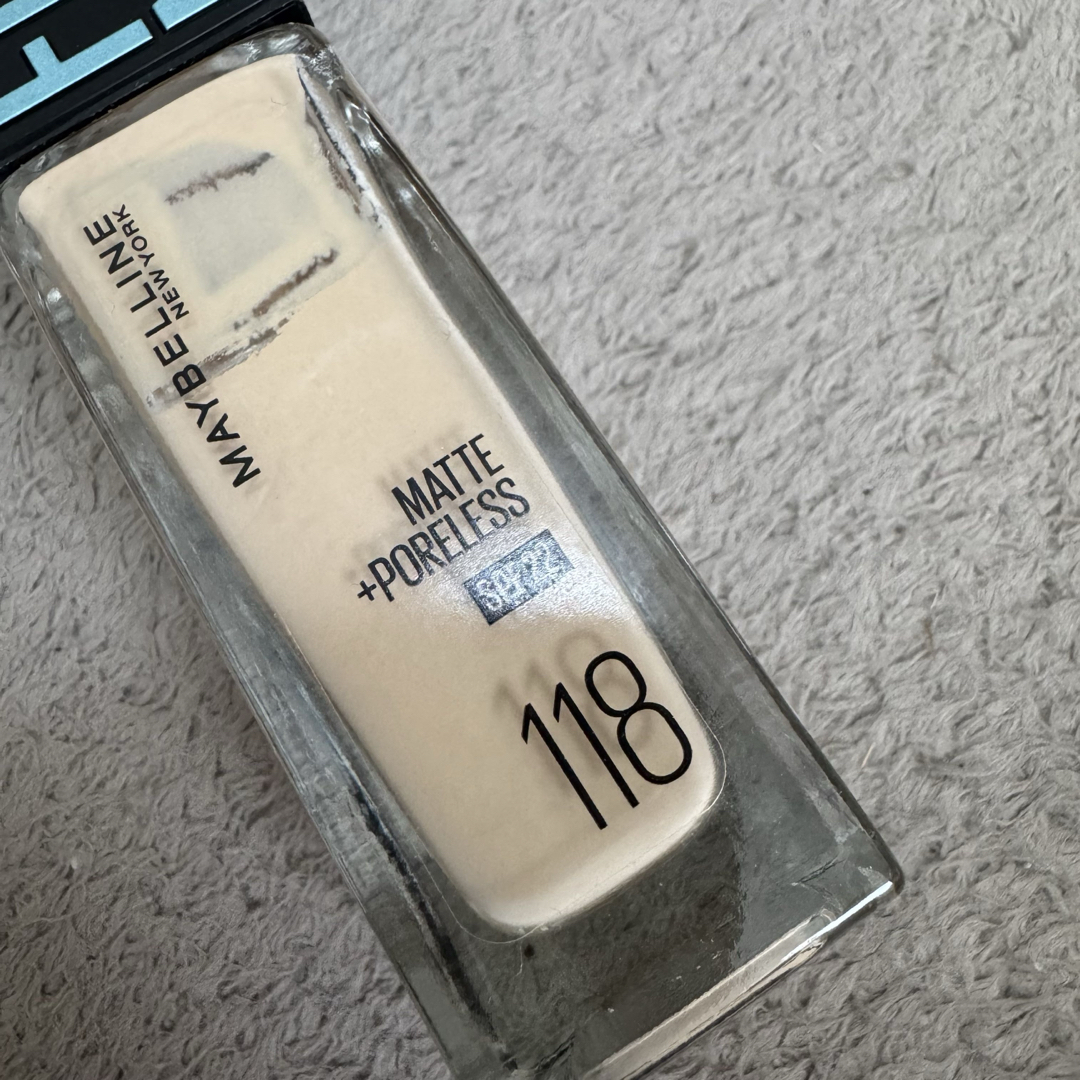 MAYBELLINE
NEW YORK
MATTE
+PORELESS
118